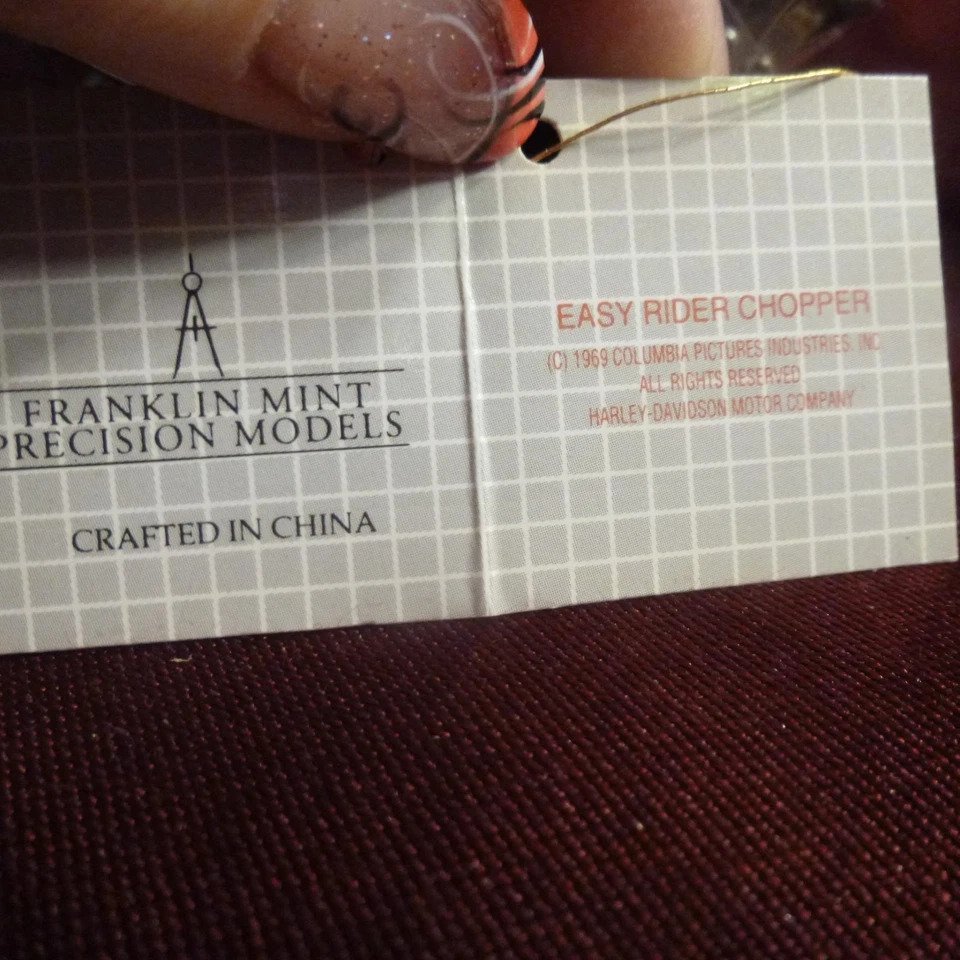 FRANKLIN MINT
PRECISION MODELS
CRAFTED IN CHINA
EASY RIDER CHOPPER
(C) 1969 COLUMBIA PICTURES INDUSTRIES, INC
ALL RIGHTS RESERVED
HARLEY-DAVIDSON MOTOR COMPANY